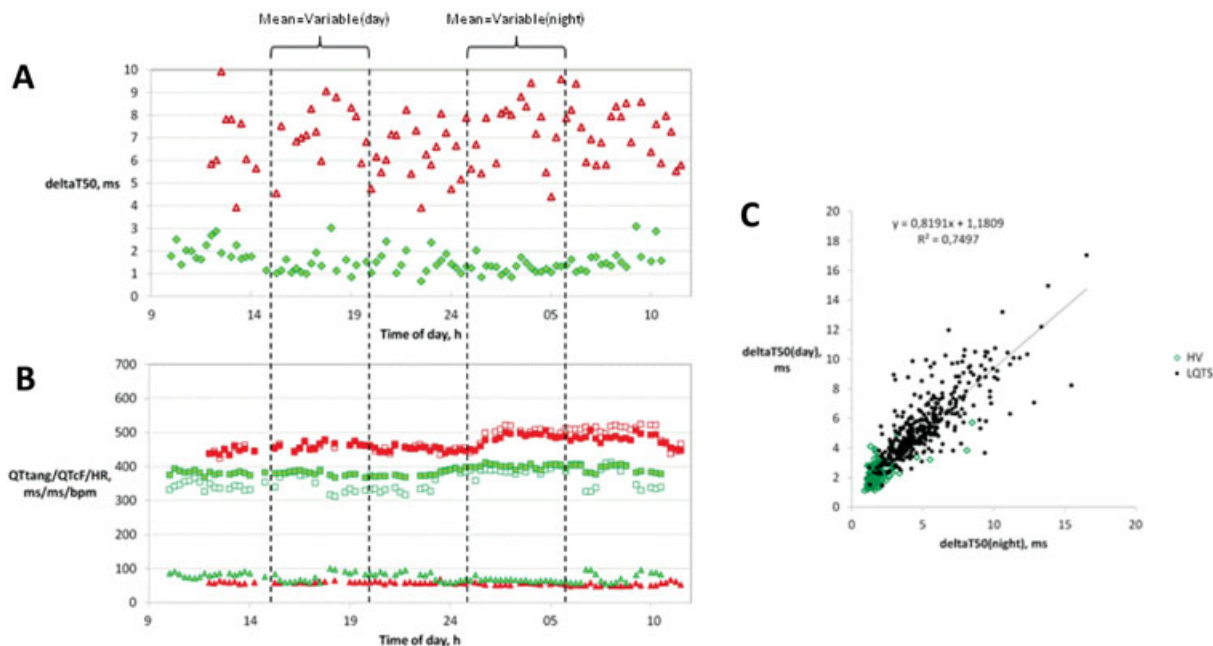 Mean=Variable(day)
Mean=Variable(night)
A
10
9
8
7
6
5
4
3
2
1
0
deltaT50, ms
9
14
19
24
05
10
Time of day, h
B
700
600
500
400
300
200
100
0
QTtang/QTcF/HR,
ms/ms/bpm
9
14
19
24
05
10
Time of day, h
C
20
18
16
14
12
10
8
6
4
2
0
y = 0,8191x + 1,1809
R² = 0,7497
deltaT50(day),
ms
HV
LQTS
0
5
10
15
20
deltaT50(night), ms